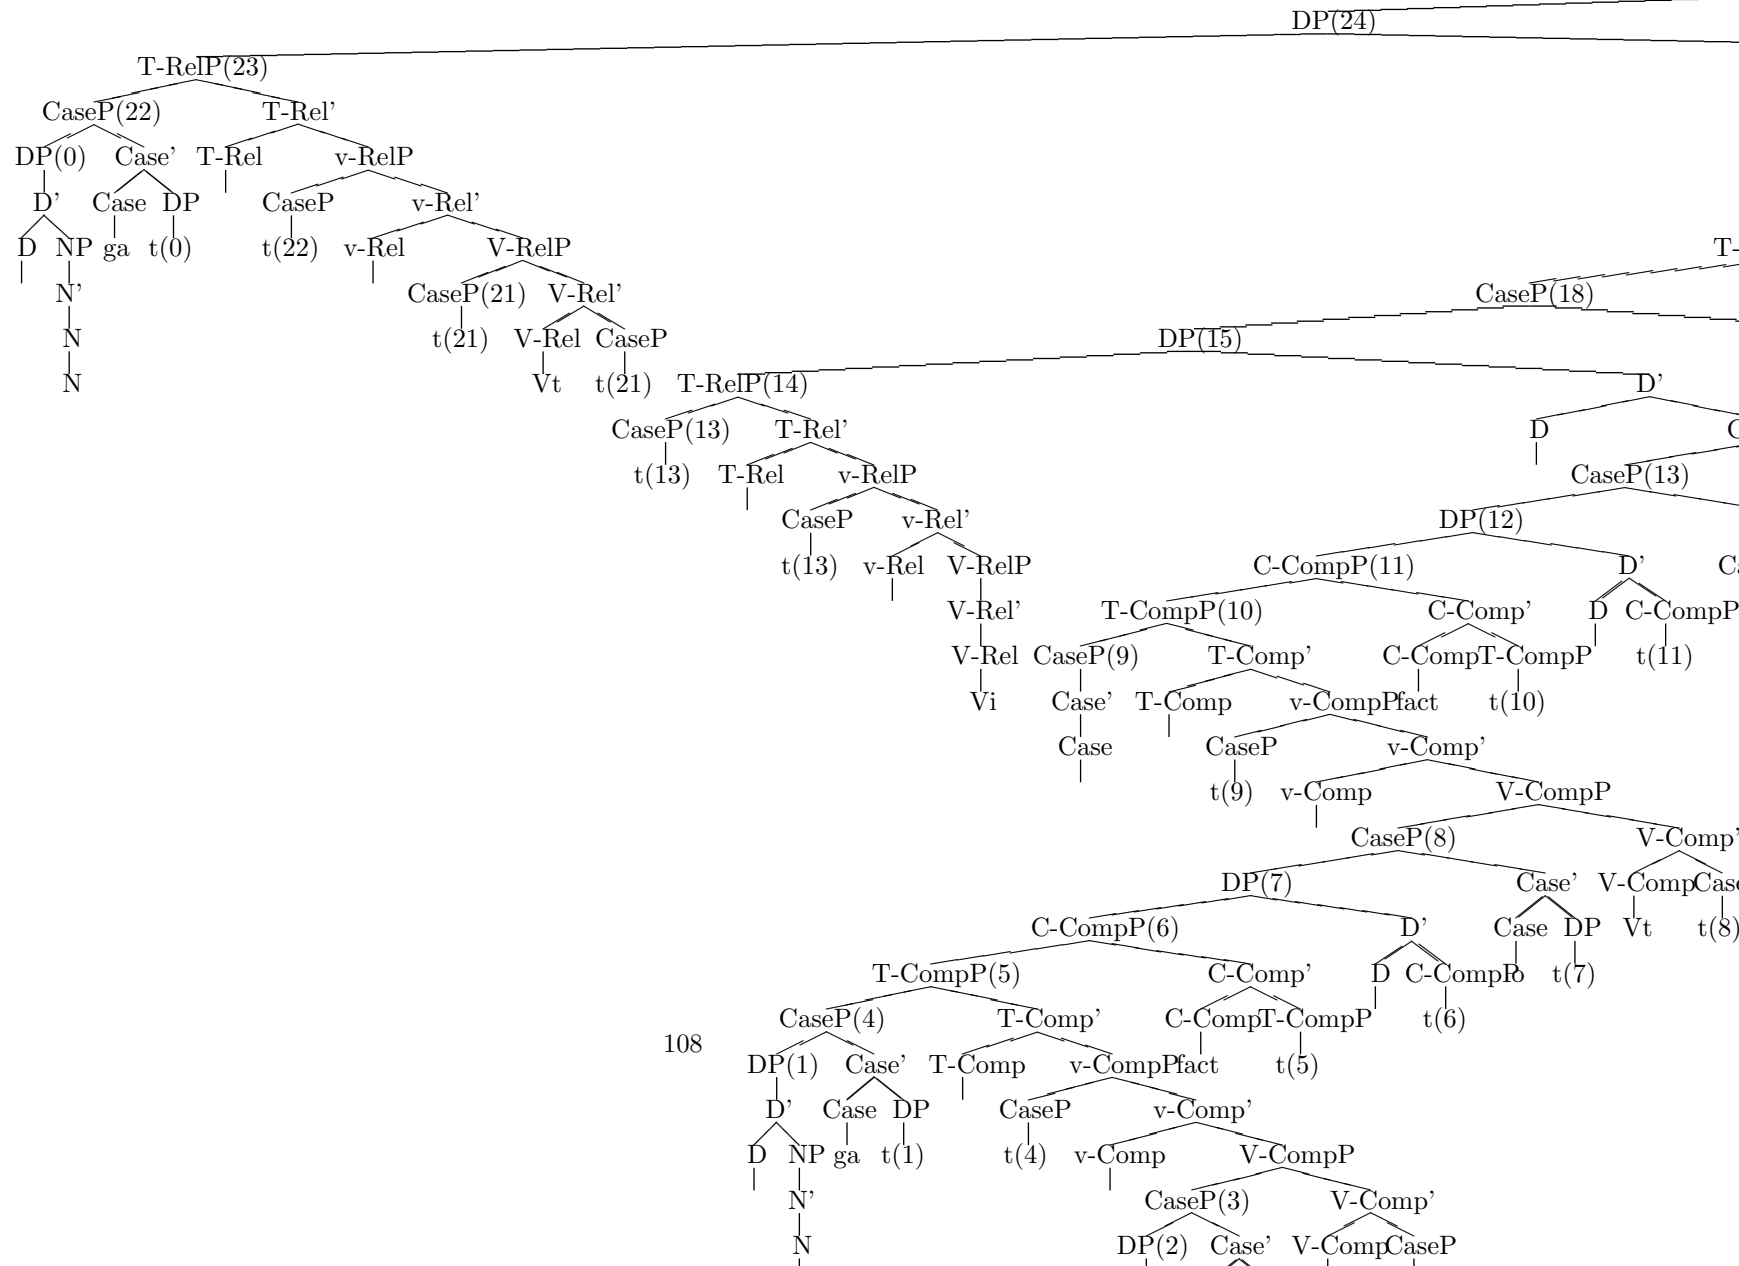 DP(24)
T-RelP(23)
CaseP(22) T-Rel'
DP(0) Case' T-Rel v-RelP
D' Case DP CaseP v-Rel'
D NP ga t(0) t(22) v-Rel V-RelP T-
N' CaseP(21) V-Rel' CaseP(18)
N t(21) V-Rel CaseP DP(15)
N Vt t(21) T-RelP(14) D'
CaseP(13) T-Rel' D C
t(13) T-Rel v-RelP CaseP(13)
CaseP v-Rel' DP(12)
t(13) v-Rel V-RelP C-CompP(11) D' Ca
V-Rel' T-CompP(10) C-Comp' D C-CompP
V-Rel CaseP(9) T-Comp' C-Comp T-CompP t(11)
Vi Case' T-Comp v-CompP fact t(10)
Case CaseP v-Comp'
t(9) v-Comp V-CompP
CaseP(8) V-Comp'
DP(7) Case' V-Comp Case
C-CompP(6) D' Case DP Vt t(8)
T-CompP(5) C-Comp' D C-CompP o t(7)
CaseP(4) T-Comp' C-Comp T-CompP t(6)
108
DP(1) Case' T-Comp v-CompP fact t(5)
D' Case DP CaseP v-Comp'
D NP ga t(1) t(4) v-Comp V-CompP
N' CaseP(3) V-Comp'
N DP(2) Case' V-Comp CaseP